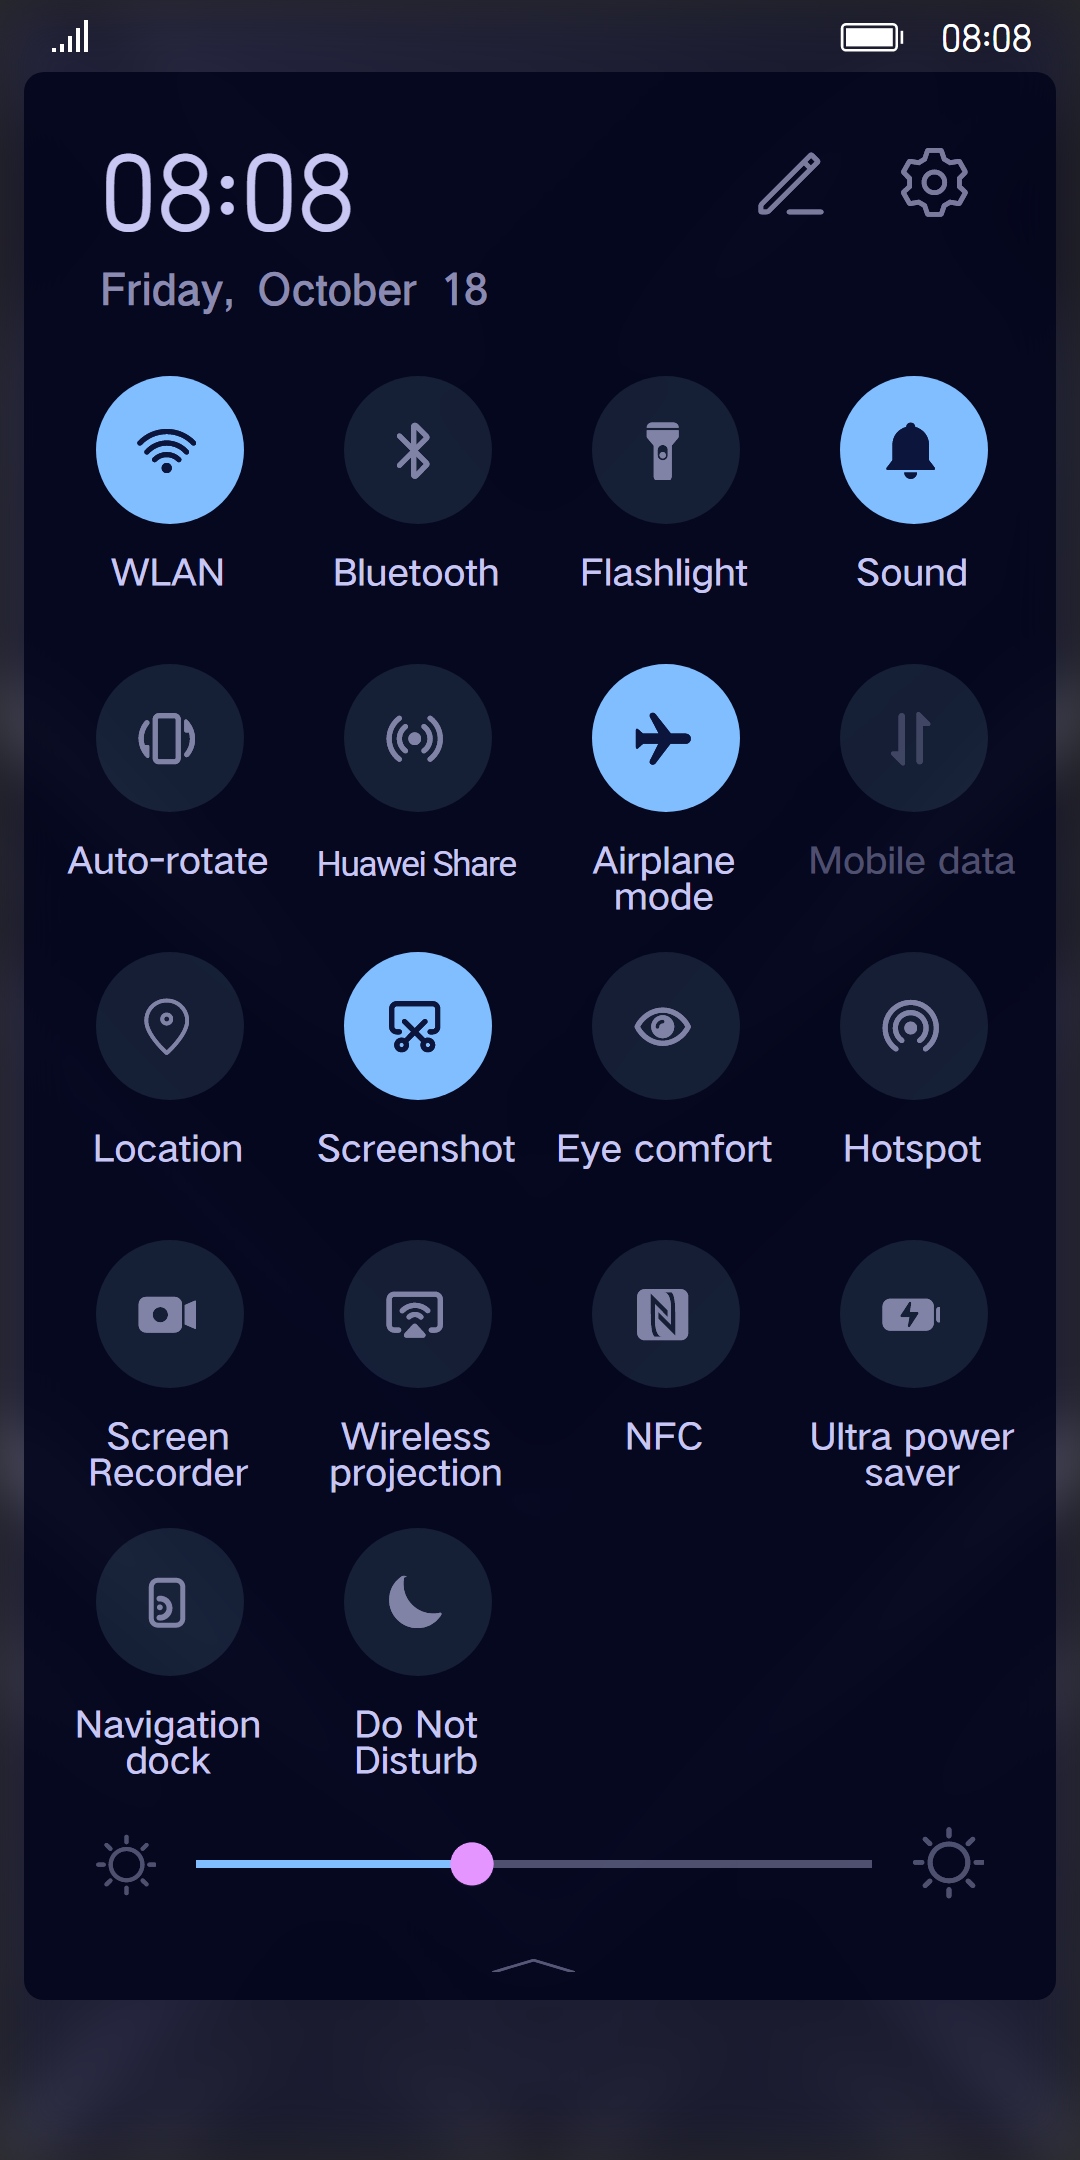 08:08
08:08
Friday, October 18
WLAN
Bluetooth
Flashlight
Sound
Auto-rotate
Huawei Share
Airplane
mode
Mobile data
Location
Screenshot
Eye comfort
Hotspot
Screen
Recorder
Wireless
projection
NFC
Ultra power
saver
Navigation
dock
Do Not
Disturb